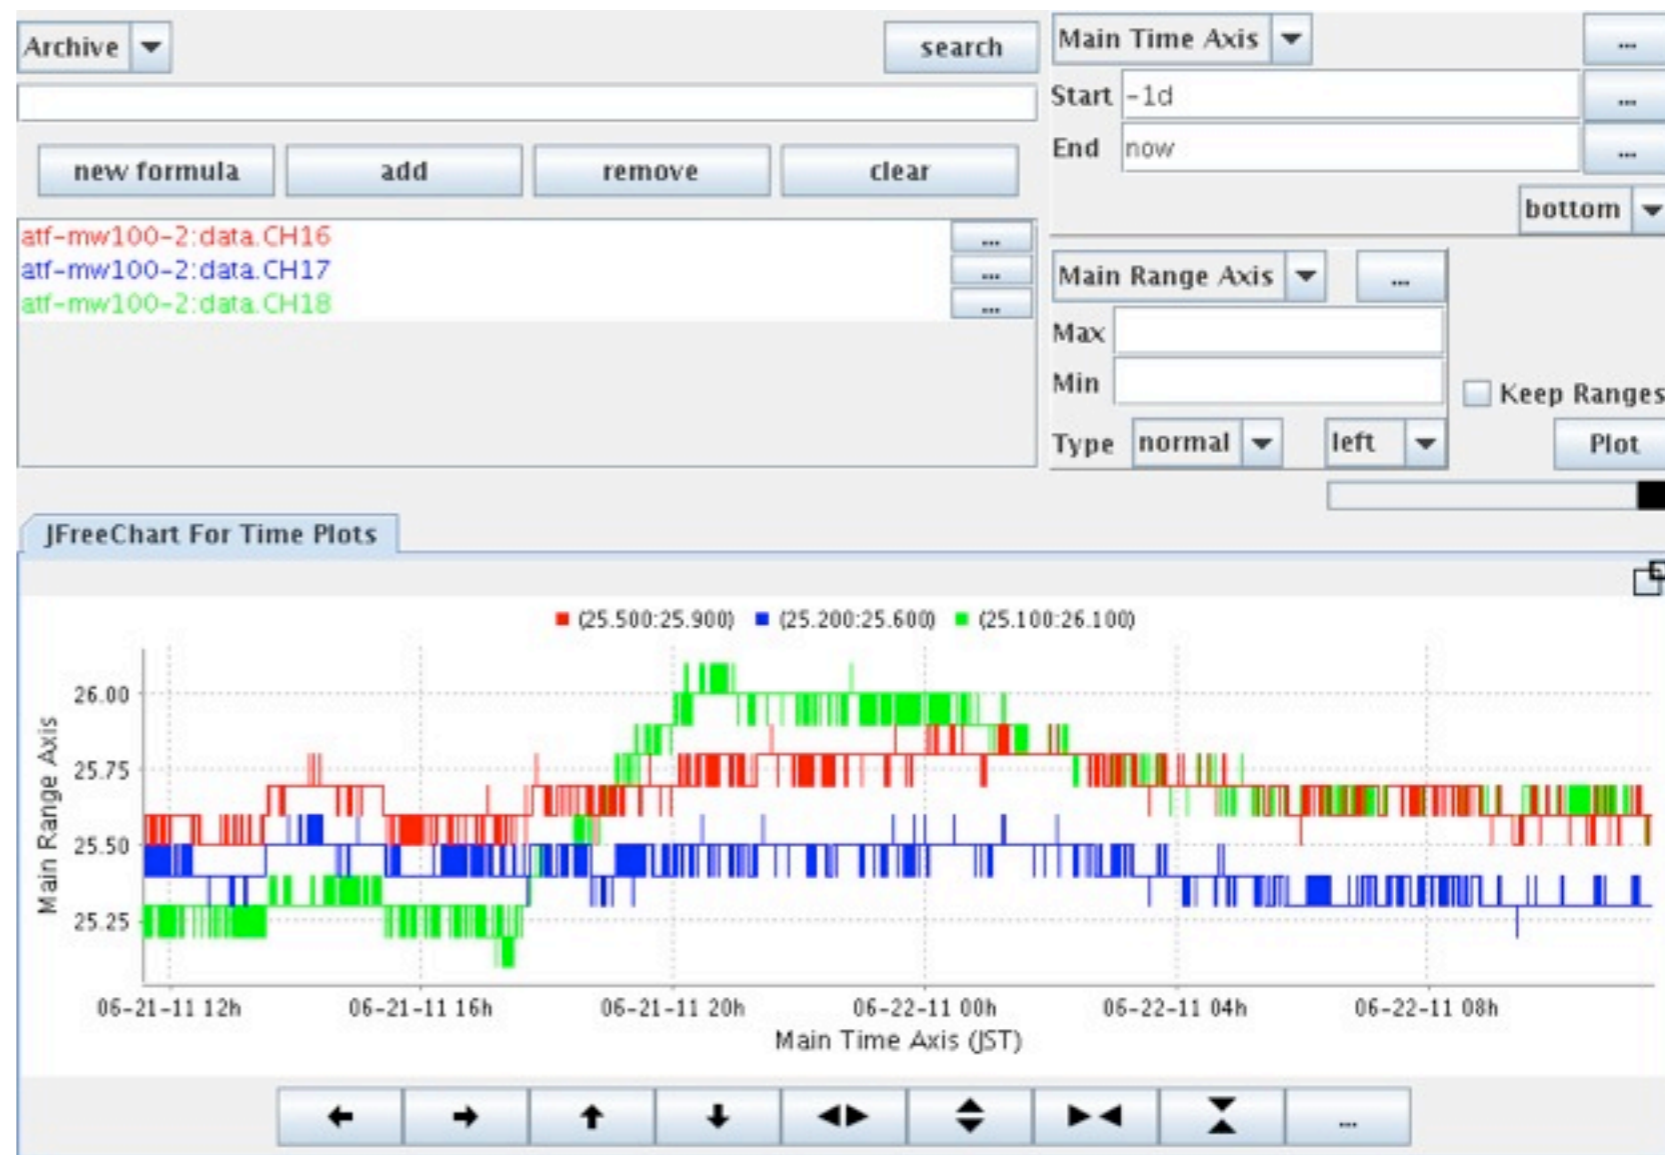 Archive
search
new formula add remove clear
atf-mw100-2:data.CH16 ...
atf-mw100-2:data.CH17 ...
atf-mw100-2:data.CH18 ...
Main Time Axis ...
Start -1d ...
End now ...
bottom
Main Range Axis ...
Max
Min
Keep Ranges
Type normal left Plot
JFreeChart For Time Plots
(25.500:25.900) (25.200:25.600) (25.100:26.100)
Main Range Axis
26.00
25.75
25.50
25.25
06-21-11 12h 06-21-11 16h 06-21-11 20h 06-22-11 00h 06-22-11 04h 06-22-11 08h
Main Time Axis (JST)
...